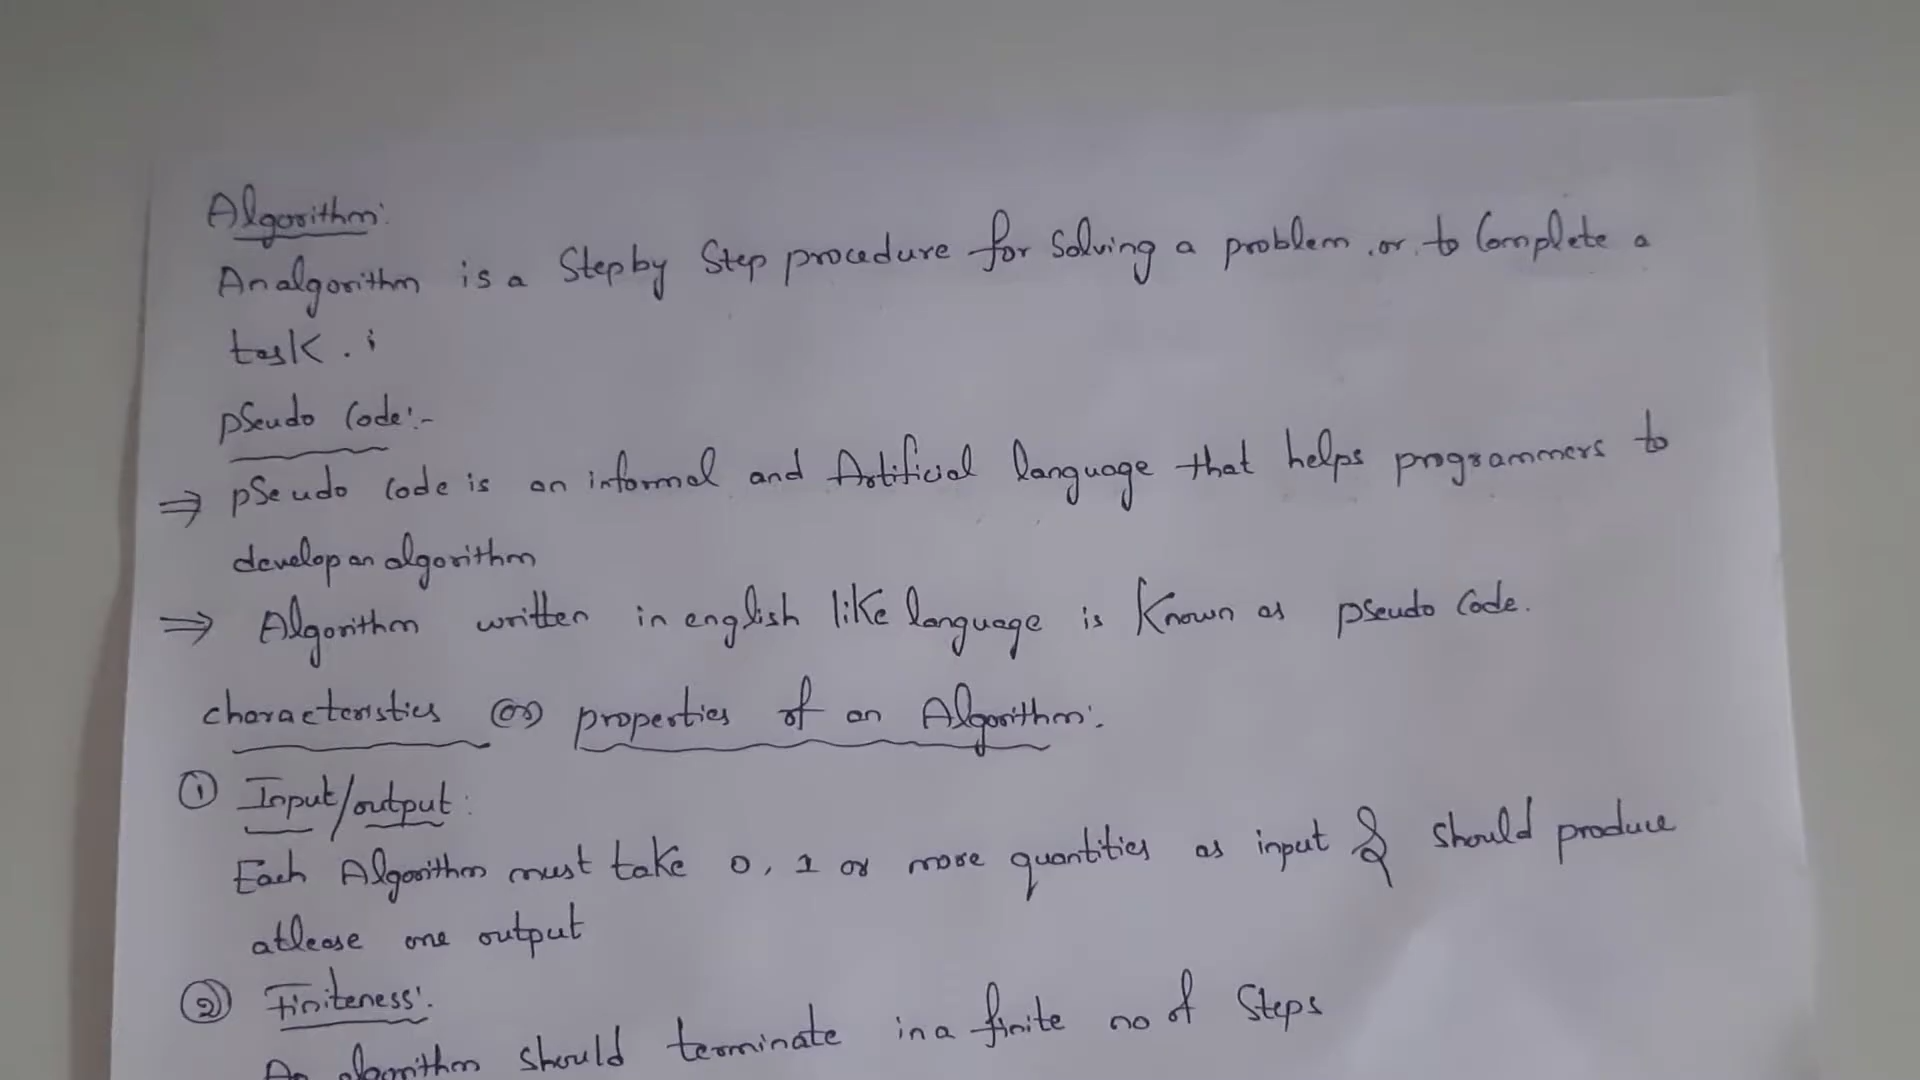 Algorithm:
An algorithm is a Step by Step procedure for Solving a problem .or. to Complete a
task .
pseudo Code:-
⇒ pseudo Code is an informal and Artificial language that helps programmers to
develop an algorithm
⇒ Algorithm written in english like language is Known as pseudo Code.
characteristics (or) properties of an Algorithm:
① Input/output:
Each Algorithm must take 0, 1 or more quantities as input & should produce
atlease one output
② Finiteness:
An algorithm should terminate in a finite no of Steps